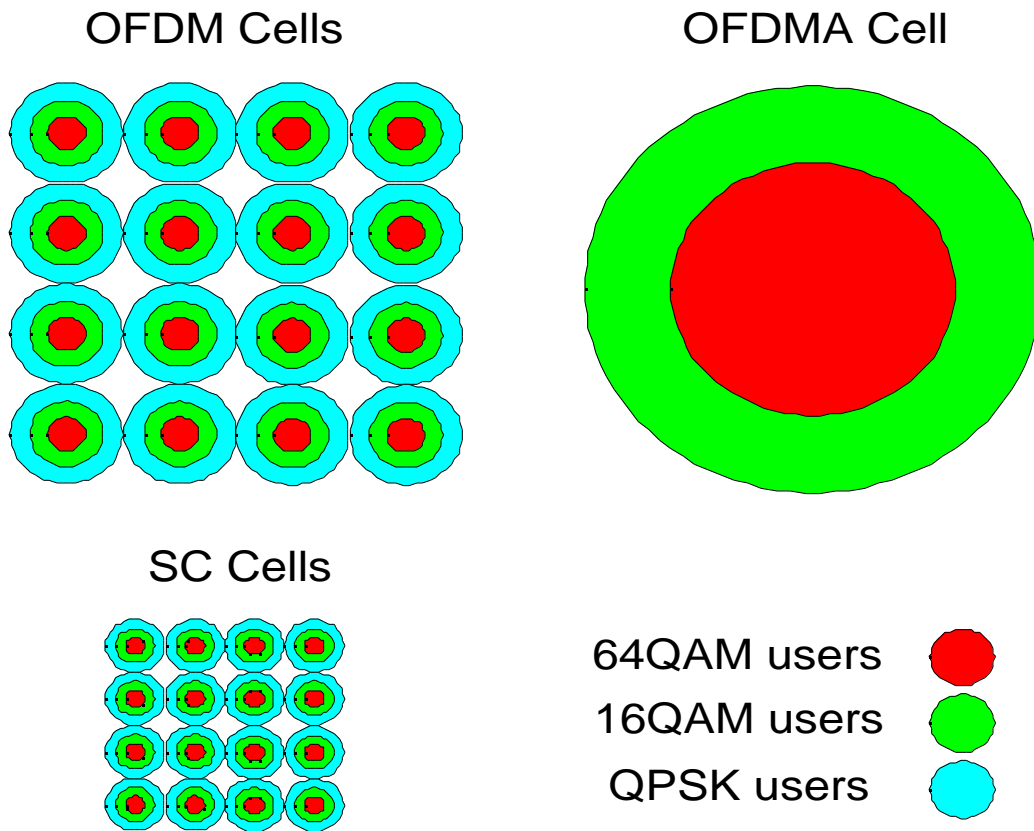 OFDM Cells
OFDMA Cell
SC Cells
64QAM users
16QAM users
QPSK users